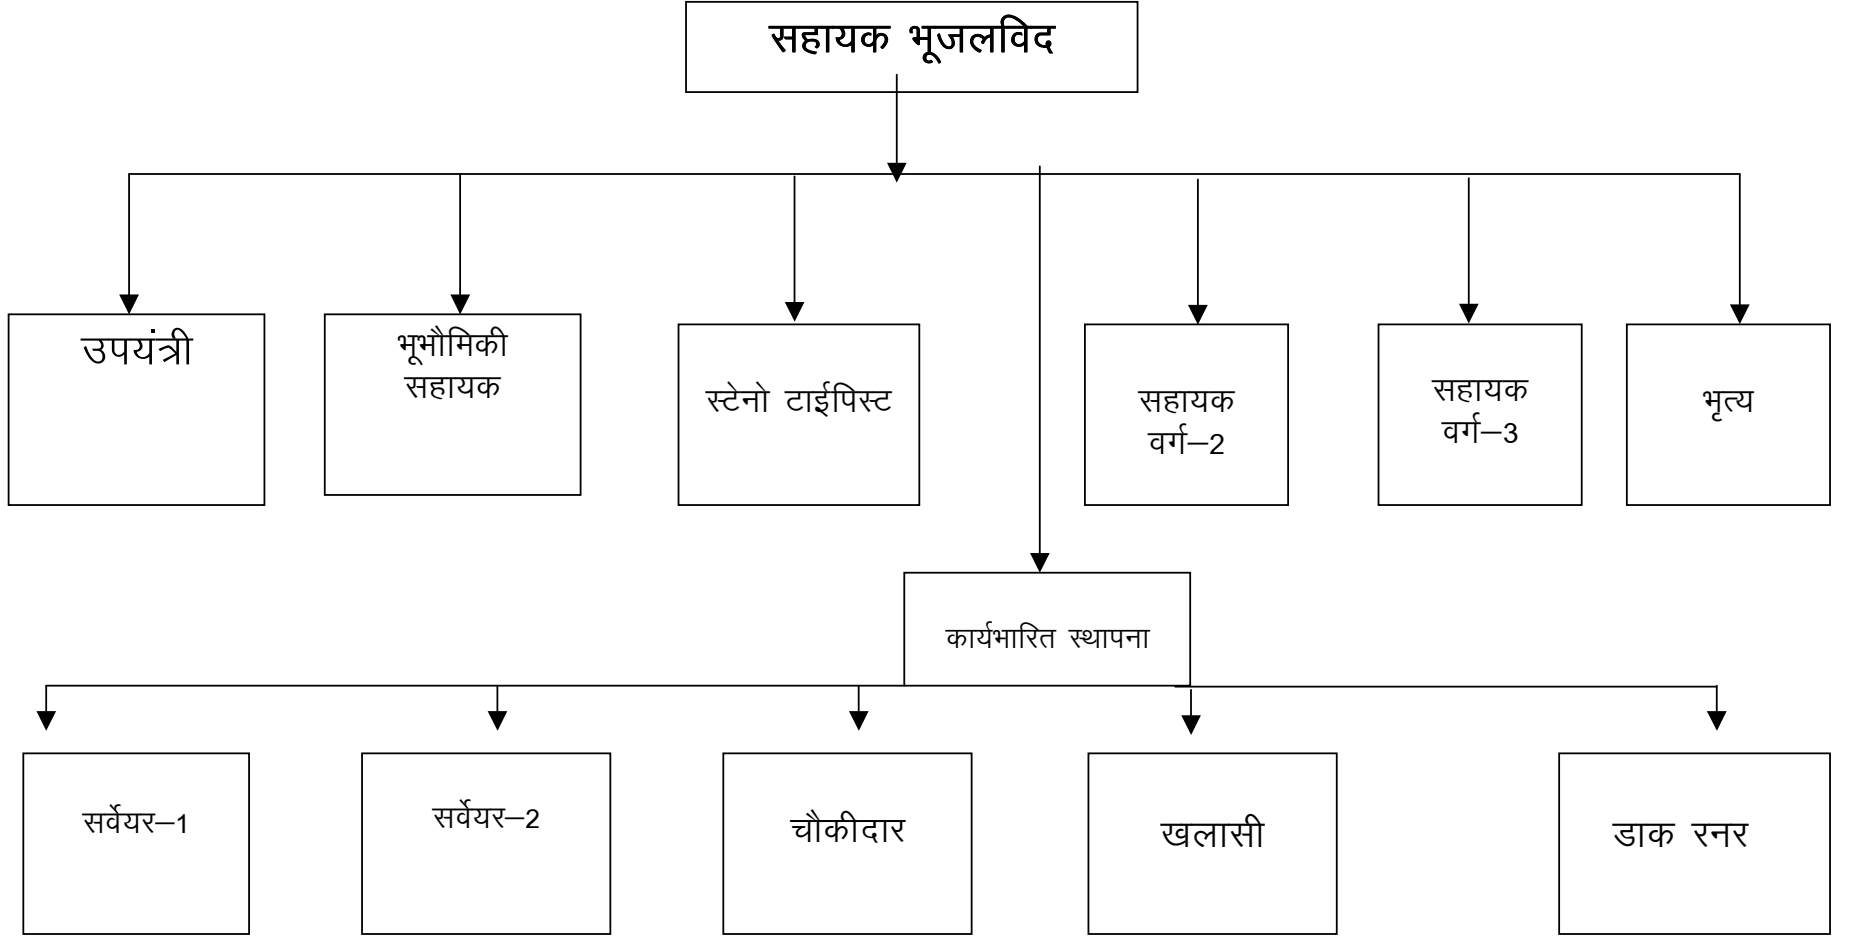 सहायक भूजलविद
उपयंत्री
भूभौमिकी
सहायक
स्टेनो टाईपिस्ट
सहायक
वर्ग–2
सहायक
वर्ग–3
भृत्य
कार्यभारित स्थापना
सर्वेयर–1
सर्वेयर–2
चौकीदार
खलासी
डाक रनर